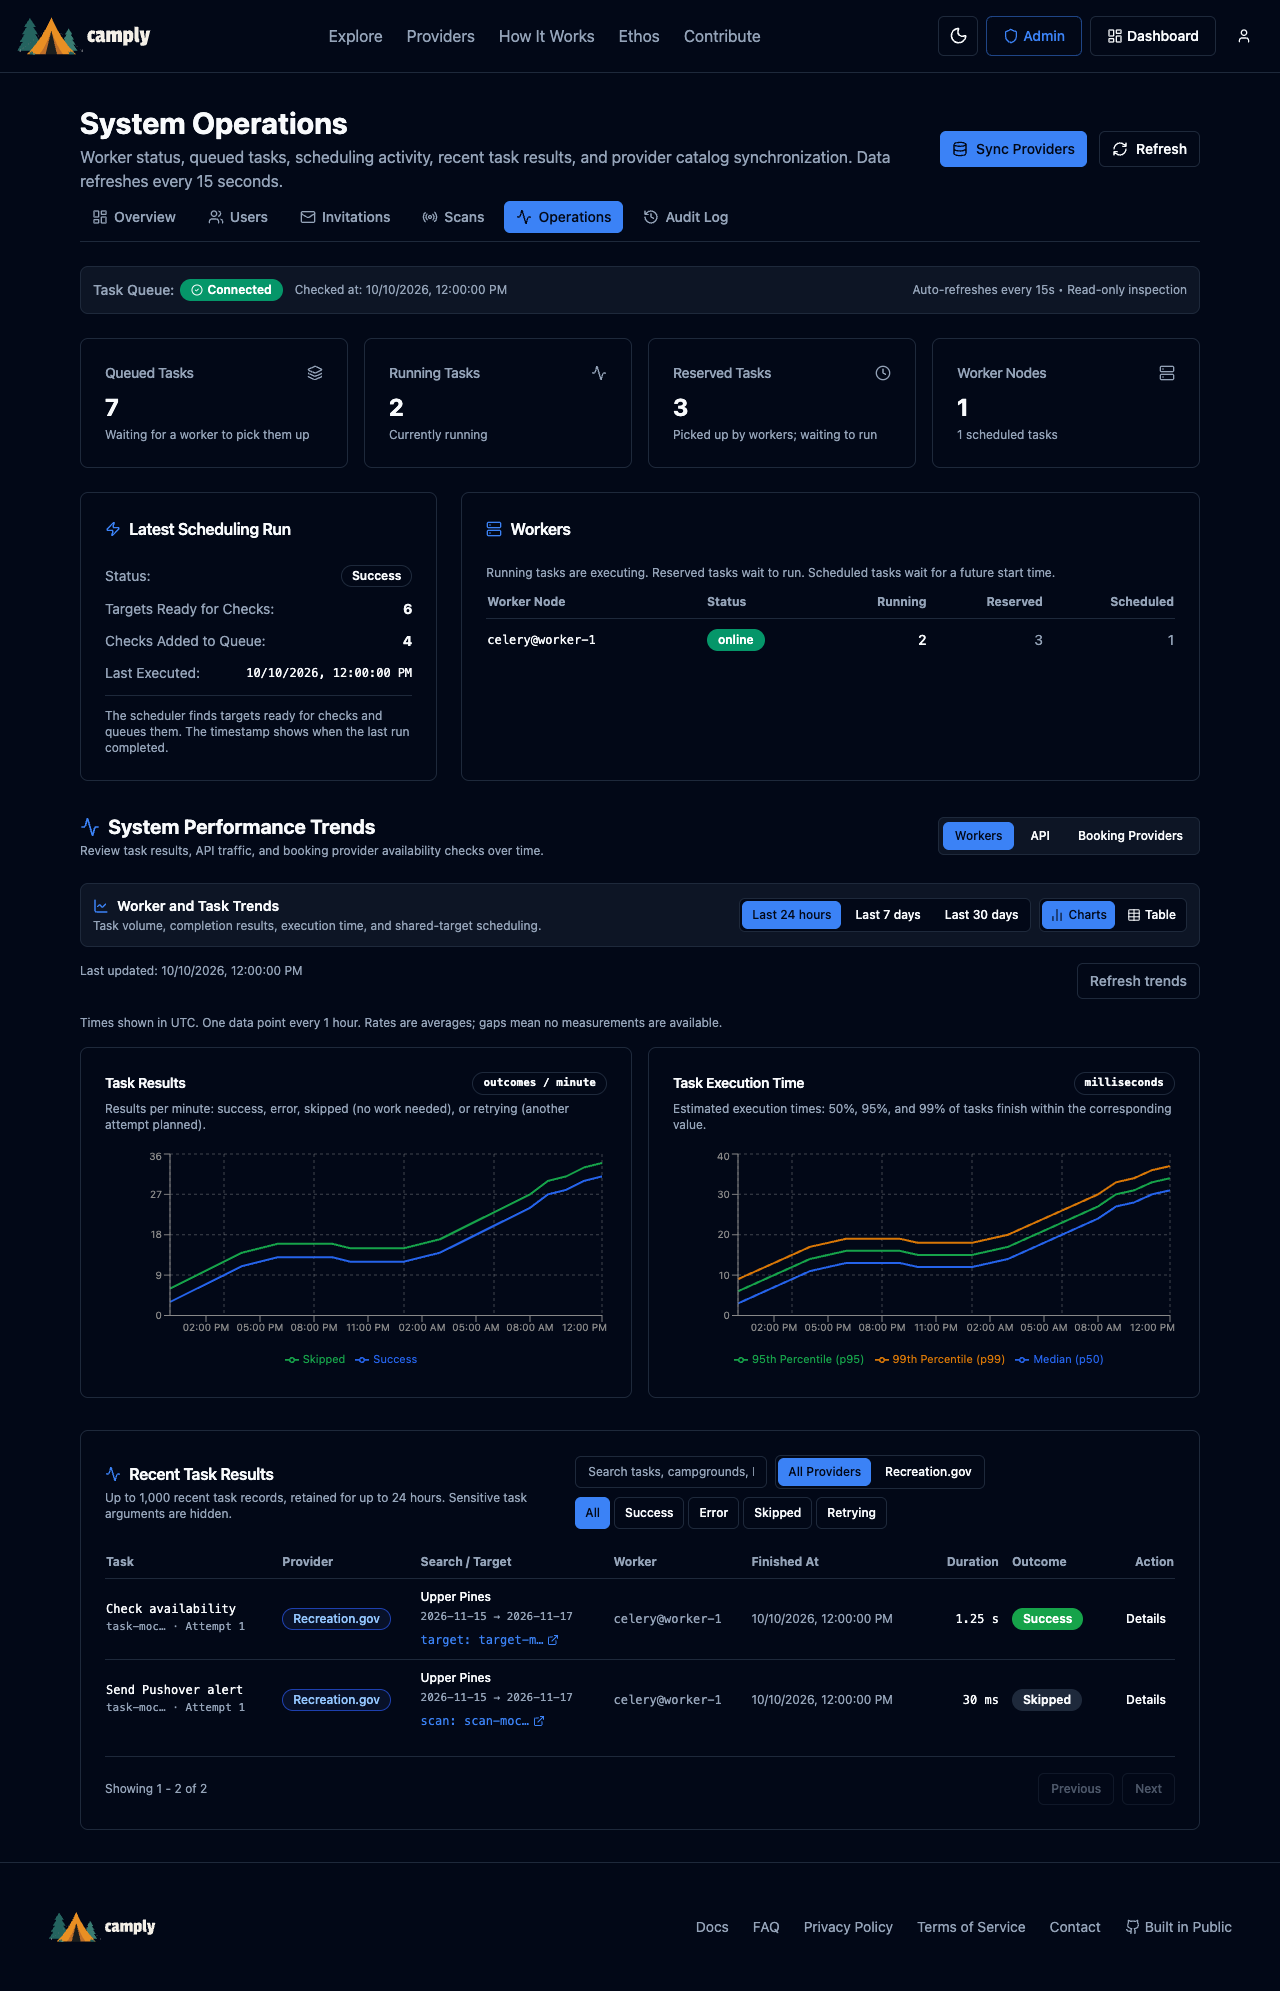 camply
Explore Providers How It Works Ethos Contribute
Admin Dashboard
System Operations
Worker status, queued tasks, scheduling activity, recent task results, and provider catalog synchronization. Data
refreshes every 15 seconds.
Sync Providers Refresh
Overview Users Invitations Scans Operations Audit Log
Task Queue: Connected Checked at: 10/10/2026, 12:00:00 PM
Auto-refreshes every 15s • Read-only inspection
Queued Tasks
7
Waiting for a worker to pick them up
Running Tasks
2
Currently running
Reserved Tasks
3
Picked up by workers; waiting to run
Worker Nodes
1
1 scheduled tasks
Latest Scheduling Run
Status: Success
Targets Ready for Checks: 6
Checks Added to Queue: 4
Last Executed: 10/10/2026, 12:00:00 PM
The scheduler finds targets ready for checks and
queues them. The timestamp shows when the last run
completed.
Workers
Running tasks are executing. Reserved tasks wait to run. Scheduled tasks wait for a future start time.
Worker Node Status Running Reserved Scheduled
celery@worker-1 online 2 3 1
System Performance Trends
Review task results, API traffic, and booking provider availability checks over time.
Workers API Booking Providers
Worker and Task Trends
Task volume, completion results, execution time, and shared-target scheduling.
Last 24 hours Last 7 days Last 30 days
Charts Table
Last updated: 10/10/2026, 12:00:00 PM
Refresh trends
Times shown in UTC. One data point every 1 hour. Rates are averages; gaps mean no measurements are available.
Task Results
outcomes / minute
Results per minute: success, error, skipped (no work needed), or retrying (another
attempt planned).
36
27
18
9
0
02:00 PM 05:00 PM 08:00 PM 11:00 PM 02:00 AM 05:00 AM 08:00 AM 12:00 PM
Skipped Success
Task Execution Time
milliseconds
Estimated execution times: 50%, 95%, and 99% of tasks finish within the corresponding
value.
40
30
20
10
0
02:00 PM 05:00 PM 08:00 PM 11:00 PM 02:00 AM 05:00 AM 08:00 AM 12:00 PM
95th Percentile (p95) 99th Percentile (p99) Median (p50)
Recent Task Results
Up to 1,000 recent task records, retained for up to 24 hours. Sensitive task
arguments are hidden.
Search tasks, campgrounds,
All Providers Recreation.gov
All Success Error Skipped Retrying
Task Provider Search / Target Worker Finished At Duration Outcome Action
Check availability
task-moc… · Attempt 1
Recreation.gov
Upper Pines
2026-11-15 → 2026-11-17
target: target-m…
celery@worker-1
10/10/2026, 12:00:00 PM
1.25 s
Success
Details
Send Pushover alert
task-moc… · Attempt 1
Recreation.gov
Upper Pines
2026-11-15 → 2026-11-17
scan: scan-moc…
celery@worker-1
10/10/2026, 12:00:00 PM
30 ms
Skipped
Details
Showing 1 - 2 of 2
Previous Next
camply
Docs FAQ Privacy Policy Terms of Service Contact Built in Public